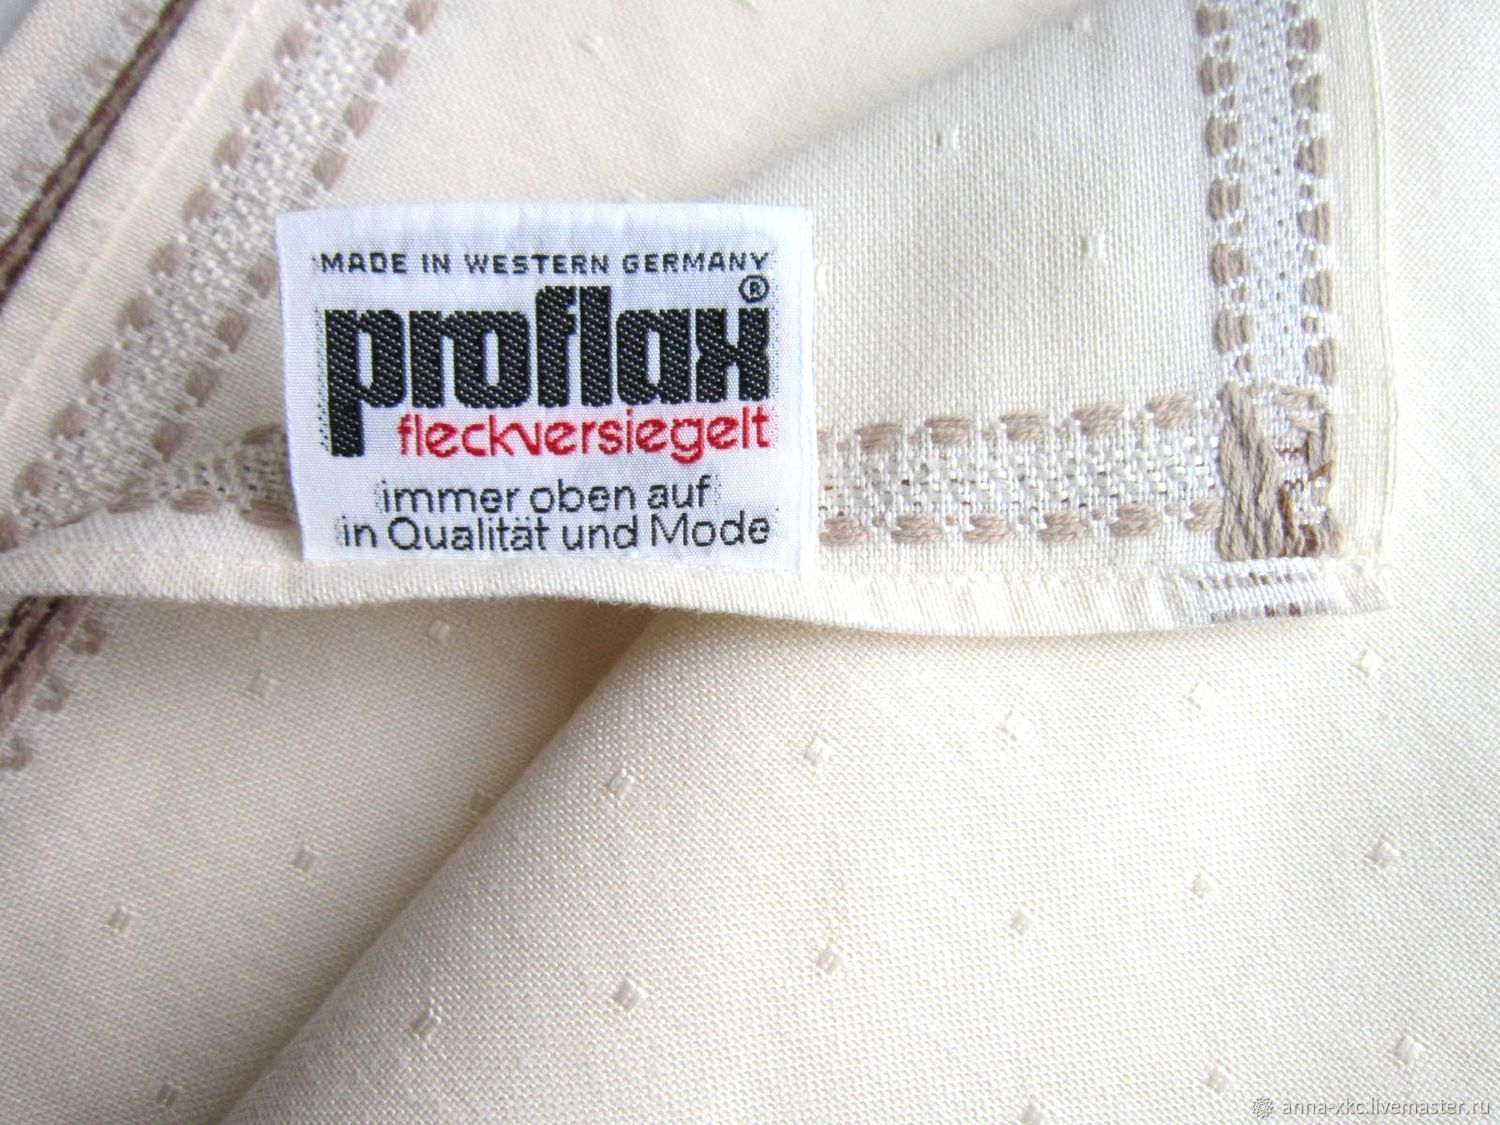 MADE IN WESTERN GERMANY
proflax®
fleckversiegelt
immer oben auf
in Qualität und Mode
anna-xkc.livemaster.ru